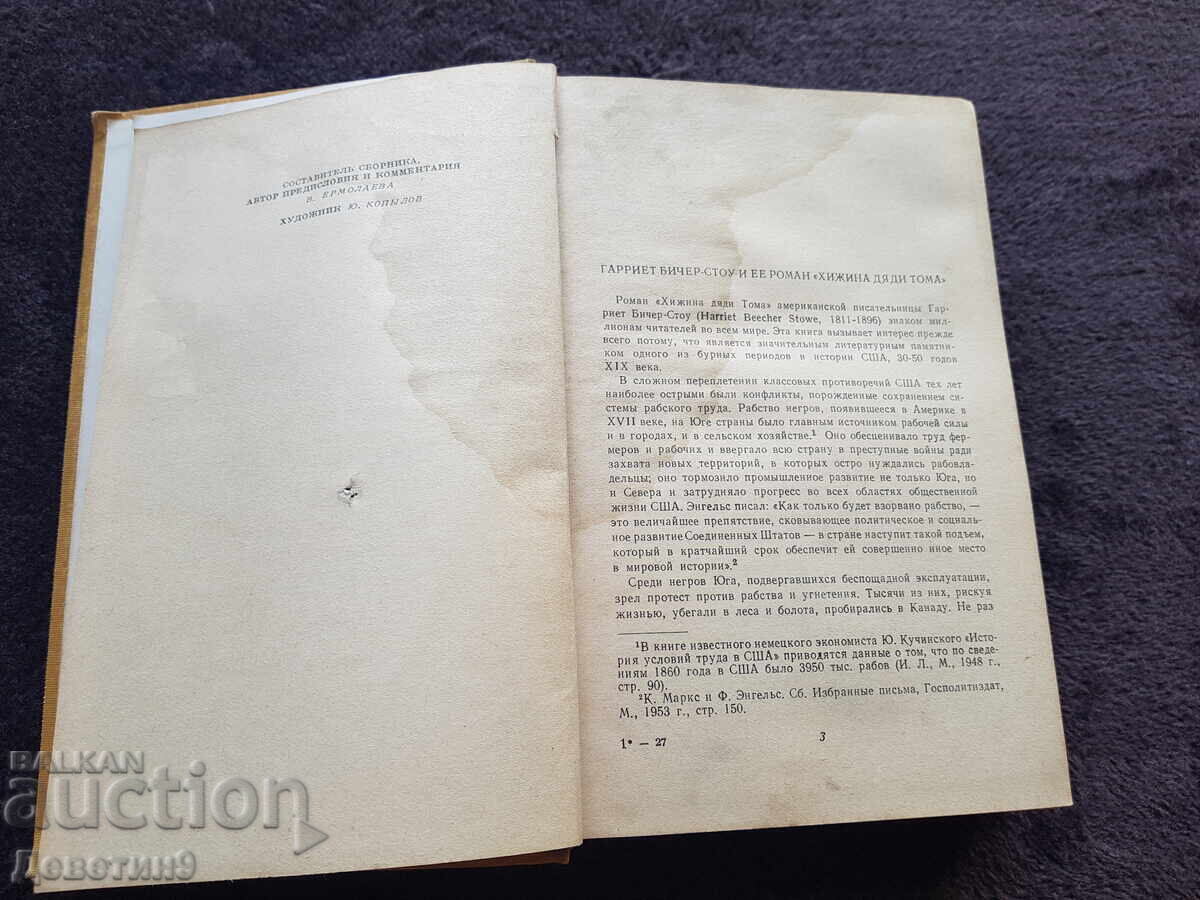 СОСТАВИТЕЛЬ СБОРНИКА,
АВТОР ПРЕДИСЛОВИЯ И КОММЕНТАРИЯ
В. ЕРМОЛАЕВА
ХУДОЖНИК Ю. КОПЫЛОВ
ГАРРИЕТ БИЧЕР-СТОУ И ЕЕ РОМАН «ХИЖИНА ДЯДИ ТОМА»
Роман «Хижина дяди Тома» американской писательницы Гар-
риет Бичер-Стоу (Harriet Beecher Stowe, 1811-1896) знаком мил-
лионам читателей во всем мире. Эта книга вызывает интерес прежде
всего потому, что является значительным литературным памятни-
ком одного из бурных периодов в истории США, 30-50 годов
XIX века.
В сложном переплетении классовых противоречий США тех лет
наиболее острыми были конфликты, порожденные сохранением сис-
темы рабского труда. Рабство негров, появившееся в Америке в
XVII веке, на Юге страны было главным источником рабочей силы
и в городах, и в сельском хозяйстве.¹ Оно обесценивало труд фер-
меров и рабочих и ввергало всю страну в преступные войны ради
захвата новых территорий, в которых остро нуждались рабовла-
дельцы; оно тормозило промышленное развитие не только Юга, но
и Севера и затрудняло прогресс во всех областях общественной
жизни США. Энгельс писал: «Как только будет взорвано рабство, —
это величайшее препятствие, сковывающее политическое и социаль-
ное развитие Соединенных Штатов — в стране наступит такой подъем,
который в кратчайший срок обеспечит ей совершенно иное место
в мировой истории».²
Среди негров Юга, подвергавшихся беспощадной эксплуатации,
зрел протест против рабства и угнетения. Тысячи из них, рискуя
жизнью, убегали в леса и болота, пробирались в Канаду. Не раз
¹В книге известного немецкого экономиста Ю. Кучинского «Исто-
рия условий труда в США» приводятся данные о том, что по сведе-
ниям 1860 года в США было 3950 тыс. рабов (И. Л., М., 1948 г.,
стр. 90).
²К. Маркс и Ф. Энгельс. Сб. Избранные письма, Госполитиздат,
М., 1953 г., стр. 150.
1* — 27
3
BALKAN
auction
Деветин9